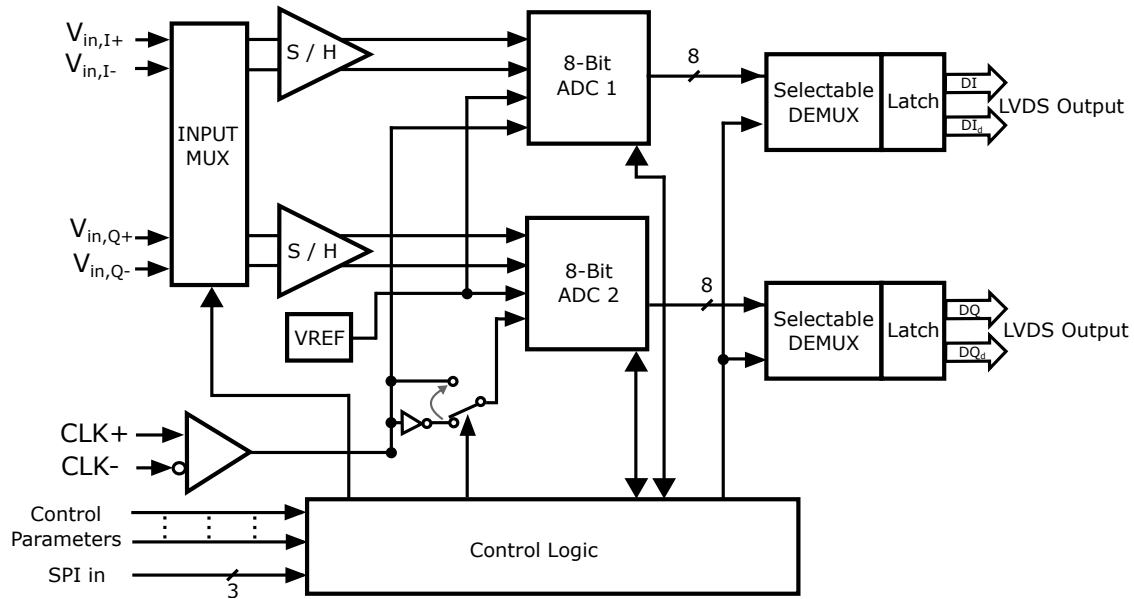 Vin,I+
Vin,I-
INPUT
MUX
S / H
8-Bit
ADC 1
8
Selectable
DEMUX
Latch
DI
DId
LVDS Output
Vin,Q+
Vin,Q-
S / H
8-Bit
ADC 2
8
Selectable
DEMUX
Latch
DQ
DQd
LVDS Output
VREF
CLK+
CLK-
Control
Parameters
SPI in
3
Control Logic